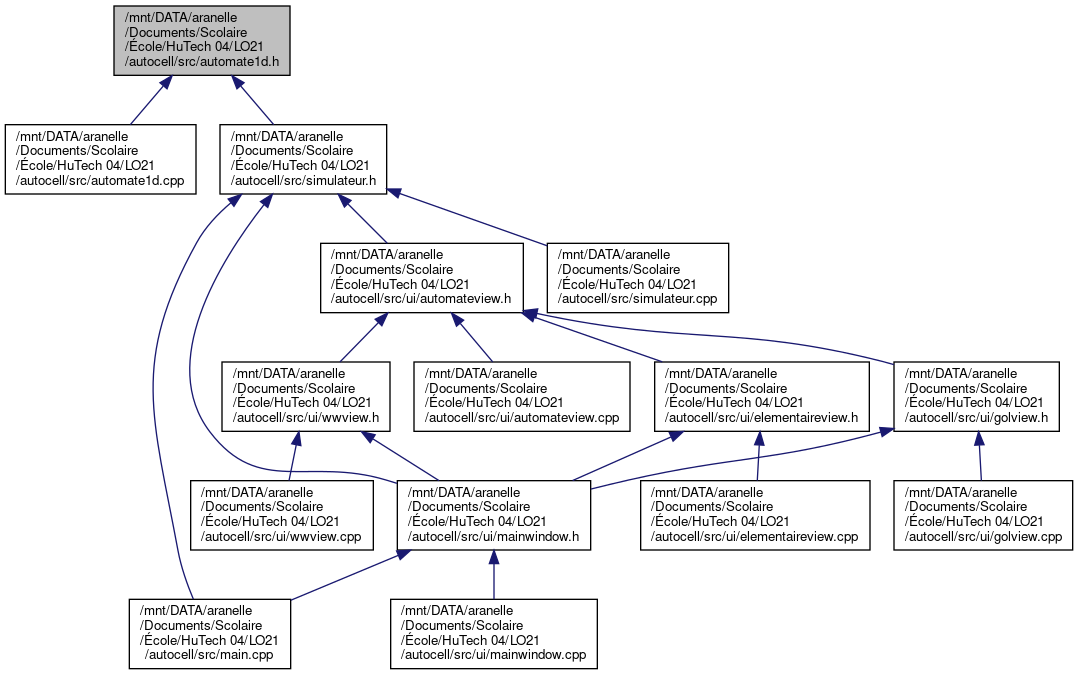 /mnt/DATA/aranelle
/Documents/Scolaire
/École/HuTech 04/LO21
/autocell/src/automate1d.h
/mnt/DATA/aranelle
/Documents/Scolaire
/École/HuTech 04/LO21
/autocell/src/automate1d.cpp
/mnt/DATA/aranelle
/Documents/Scolaire
/École/HuTech 04/LO21
/autocell/src/simulateur.h
/mnt/DATA/aranelle
/Documents/Scolaire
/École/HuTech 04/LO21
/autocell/src/ui/automateview.h
/mnt/DATA/aranelle
/Documents/Scolaire
/École/HuTech 04/LO21
/autocell/src/simulateur.cpp
/mnt/DATA/aranelle
/Documents/Scolaire
/École/HuTech 04/LO21
/autocell/src/ui/wwview.h
/mnt/DATA/aranelle
/Documents/Scolaire
/École/HuTech 04/LO21
/autocell/src/ui/automateview.cpp
/mnt/DATA/aranelle
/Documents/Scolaire
/École/HuTech 04/LO21
/autocell/src/ui/elementaireview.h
/mnt/DATA/aranelle
/Documents/Scolaire
/École/HuTech 04/LO21
/autocell/src/ui/golview.h
/mnt/DATA/aranelle
/Documents/Scolaire
/École/HuTech 04/LO21
/autocell/src/ui/wwview.cpp
/mnt/DATA/aranelle
/Documents/Scolaire
/École/HuTech 04/LO21
/autocell/src/ui/mainwindow.h
/mnt/DATA/aranelle
/Documents/Scolaire
/École/HuTech 04/LO21
/autocell/src/ui/elementaireview.cpp
/mnt/DATA/aranelle
/Documents/Scolaire
/École/HuTech 04/LO21
/autocell/src/ui/golview.cpp
/mnt/DATA/aranelle
/Documents/Scolaire
/École/HuTech 04/LO21
/autocell/src/main.cpp
/mnt/DATA/aranelle
/Documents/Scolaire
/École/HuTech 04/LO21
/autocell/src/ui/mainwindow.cpp